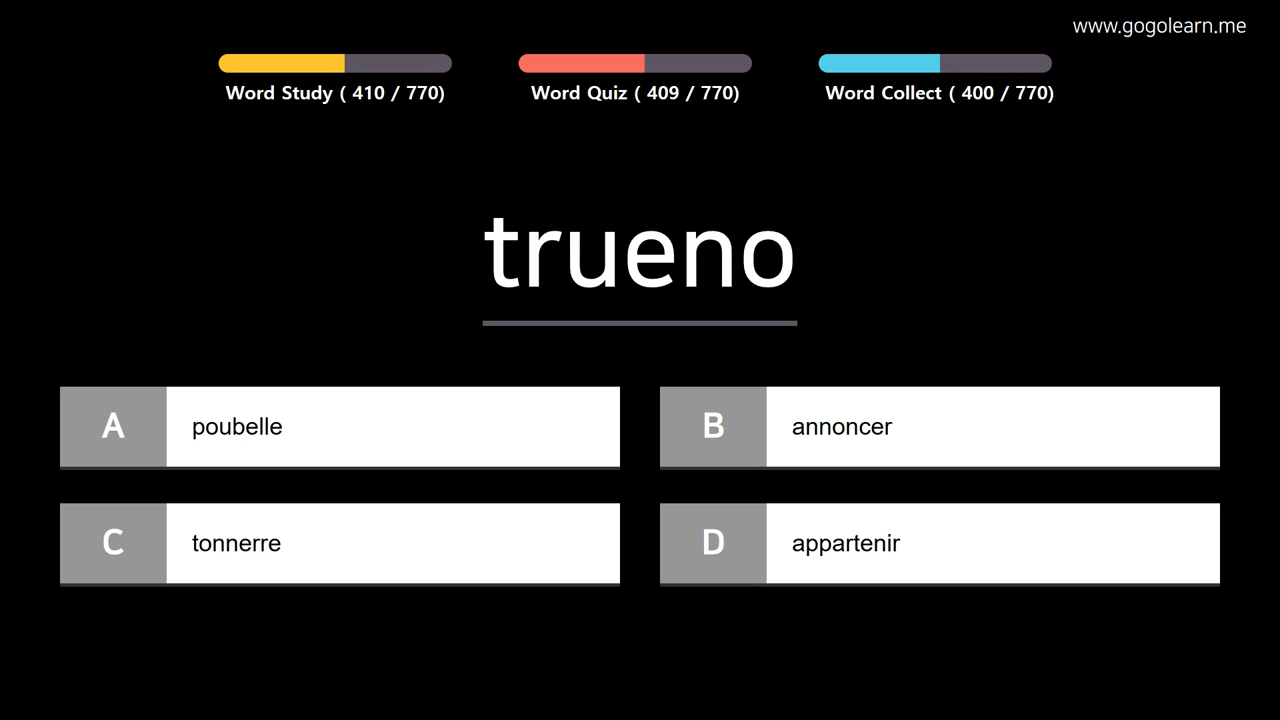 www.gogolearn.me
Word Study ( 410 / 770)
Word Quiz ( 409 / 770)
Word Collect ( 400 / 770)
trueno
A poubelle
B annoncer
C tonnerre
D appartenir